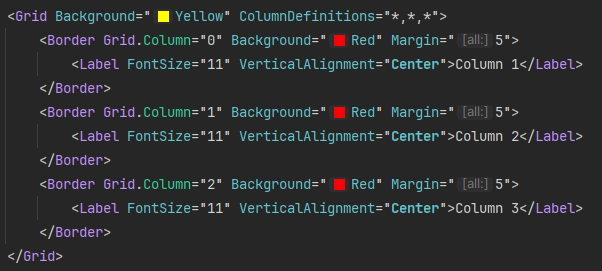 <Grid Background="Yellow" ColumnDefinitions="*,*,*">
<Border Grid.Column="0" Background="Red" Margin="[all:]5">
<Label FontSize="11" VerticalAlignment="Center">Column 1</Label>
</Border>
<Border Grid.Column="1" Background="Red" Margin="[all:]5">
<Label FontSize="11" VerticalAlignment="Center">Column 2</Label>
</Border>
<Border Grid.Column="2" Background="Red" Margin="[all:]5">
<Label FontSize="11" VerticalAlignment="Center">Column 3</Label>
</Border>
</Grid>